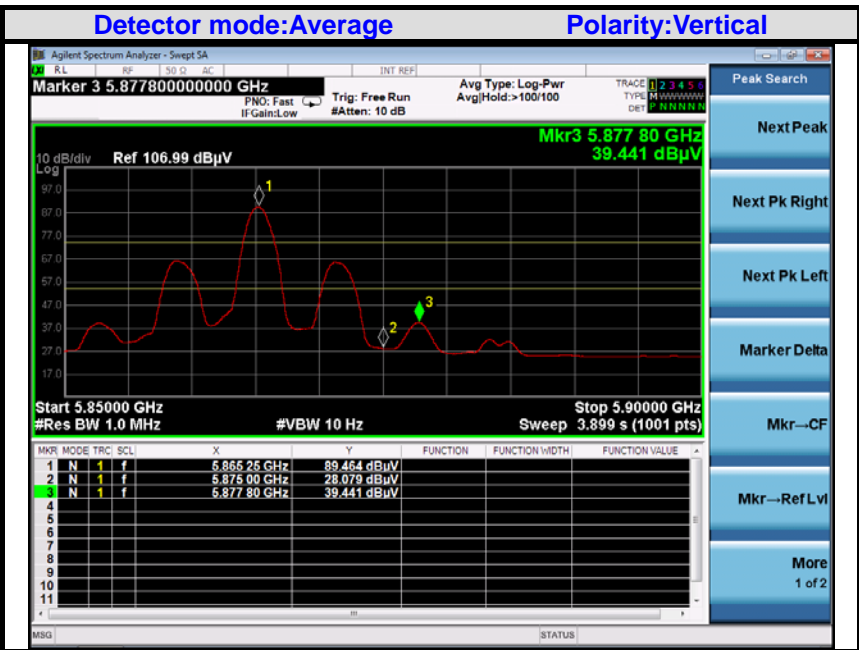 Detector mode:Average Polarity:Vertical
Agilent Spectrum Analyzer - Swept SA
RL RF 50 Ω AC INT REF
Marker 3 5.877800000000 GHz
PNO: Fast
IFGain:Low
Trig: Free Run
#Atten: 10 dB
Avg Type: Log-Pwr
Avg|Hold:>100/100
TRACE 1 2 3 4 5 6
TYPE M W W W W W
DET P N N N N N
Peak Search
Next Peak
Next Pk Right
Next Pk Left
Marker Delta
Mkr→CF
Mkr→Ref Lvl
More
1 of 2
Mkr3 5.877 80 GHz
39.441 dBµV
10 dB/div Ref 106.99 dBµV
Log
97.0
87.0
77.0
67.0
57.0
47.0
37.0
27.0
17.0
1
2
3
Start 5.85000 GHz Stop 5.90000 GHz
#Res BW 1.0 MHz #VBW 10 Hz Sweep 3.899 s (1001 pts)
MKR MODE TRC SCL X Y FUNCTION FUNCTION WIDTH FUNCTION VALUE
1 N 1 f 5.865 25 GHz 89.464 dBµV
2 N 1 f 5.875 00 GHz 28.079 dBµV
3 N 1 f 5.877 80 GHz 39.441 dBµV
4
5
6
7
8
9
10
11
MSG STATUS